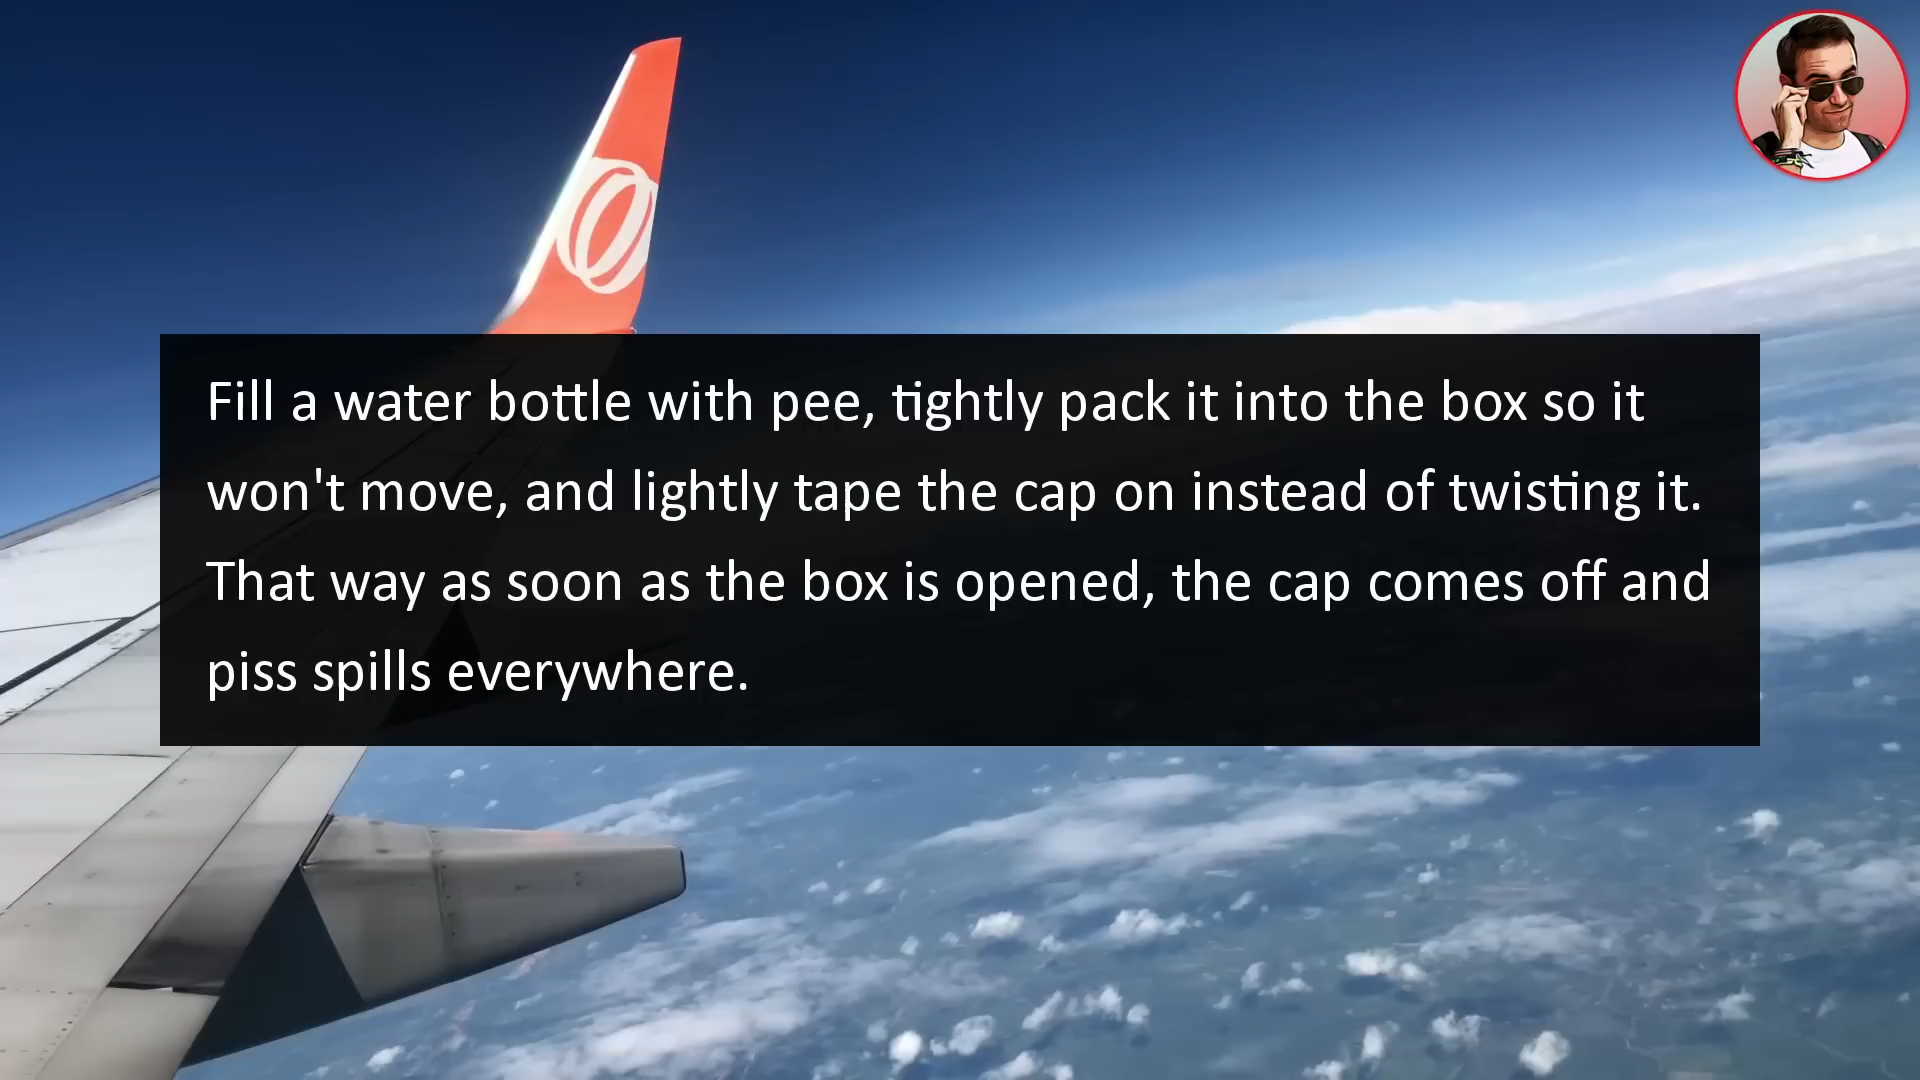 Fill a water bottle with pee, tightly pack it into the box so it
won't move, and lightly tape the cap on instead of twisting it.
That way as soon as the box is opened, the cap comes off and
piss spills everywhere.